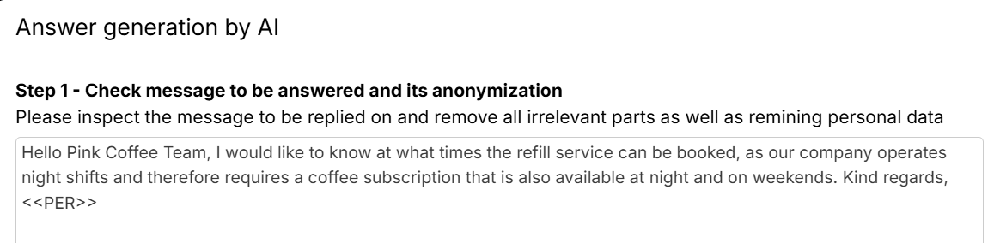 Answer generation by AI
Step 1 - Check message to be answered and its anonymization
Please inspect the message to be replied on and remove all irrelevant parts as well as remining personal data
Hello Pink Coffee Team, I would like to know at what times the refill service can be booked, as our company operates
night shifts and therefore requires a coffee subscription that is also available at night and on weekends. Kind regards,
<<PER>>